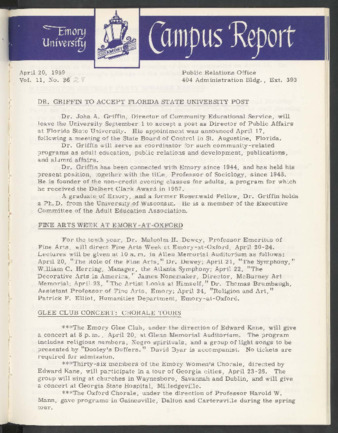 Emory
University
Campus Report
April 20, 1959
Vol. 11, No. 36
Public Relations Office
404 Administration Bldg., Ext. 303
DR. GRIFFIN TO ACCEPT FLORIDA STATE UNIVERSITY POST
Dr. John A. Griffin, Director of Community Educational Service, will
leave the University September 1 to accept a post as Director of Public Affairs
at Florida State University. His appointment was announced April 17,
following a meeting of the State Board of Control in St. Augustine, Florida.
Dr. Griffin will serve as coordinator for such community-related
programs as adult education, public relations and development, publications,
and alumni affairs.
Dr. Griffin has been connected with Emory since 1944, and has held his
present position, together with the title, Professor of Sociology, since 1948.
He is founder of the non-credit evening classes for adults, a program for which
he received the Delbert Clark Award in 1957.
A graduate of Emory, and a former Rosenwald Fellow, Dr. Griffin holds
a Ph.D. from the University of Wisconsin. He is a member of the Executive
Committee of the Adult Education Association.
FINE ARTS WEEK AT EMORY-AT-OXFORD
For the tenth year, Dr. Malcolm H. Dewey, Professor Emeritus of
Fine Arts, will direct Fine Arts Week at Emory-at-Oxford, April 20-24.
Lectures will be given at 10 a.m. in Allen Memorial Auditorium as follows:
April 20, "The Role of the Fine Arts," Dr. Dewey; April 21, "The Symphony,"
William C. Herring, Manager, the Atlanta Symphony; April 22, "The
Decorative Arts in America," James Nonemaker, Director, McBurney Art
Memorial; April 23, "The Artist Looks at Himself," Dr. Thomas Brumbaugh,
Assistant Professor of Fine Arts, Emory; April 24, "Religion and Art,"
Patrick F. Elliot, Humanities Department, Emory-at-Oxford.
GLEE CLUB CONCERT; CHORALE TOURS
***The Emory Glee Club, under the direction of Edward Kane, will give
a concert at 8 p.m. April 20, at Glenn Memorial Auditorium. The program
includes religious numbers, Negro spirituals, and a group of light songs to be
presented by "Dooley's Duffers." David Dyar is accompanist. No tickets are
required for admission.
***Thirty-six members of the Emory Women's Chorale, directed by
Edward Kane, will participate in a tour of Georgia cities, April 23-25. The
group will sing at churches in Waynesboro, Savannah and Dublin, and will give
a concert at Georgia State Hospital, Milledgeville.
***The Oxford Chorale, under the direction of Professor Harold W.
Mann, gave programs in Gainesville, Dalton and Cartersville during the spring
year.